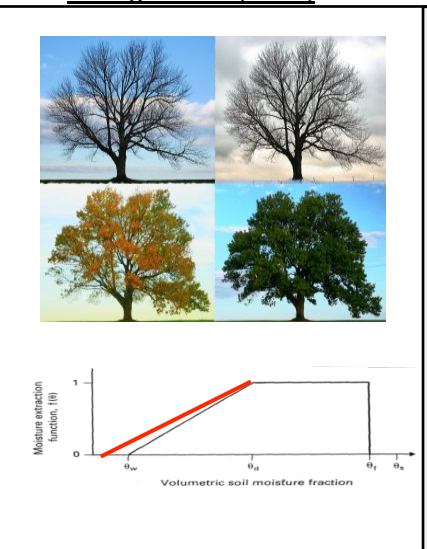 Moisture extraction
function, f(θ)
1
0
θw
θd
θf
θs
Volumetric soil moisture fraction